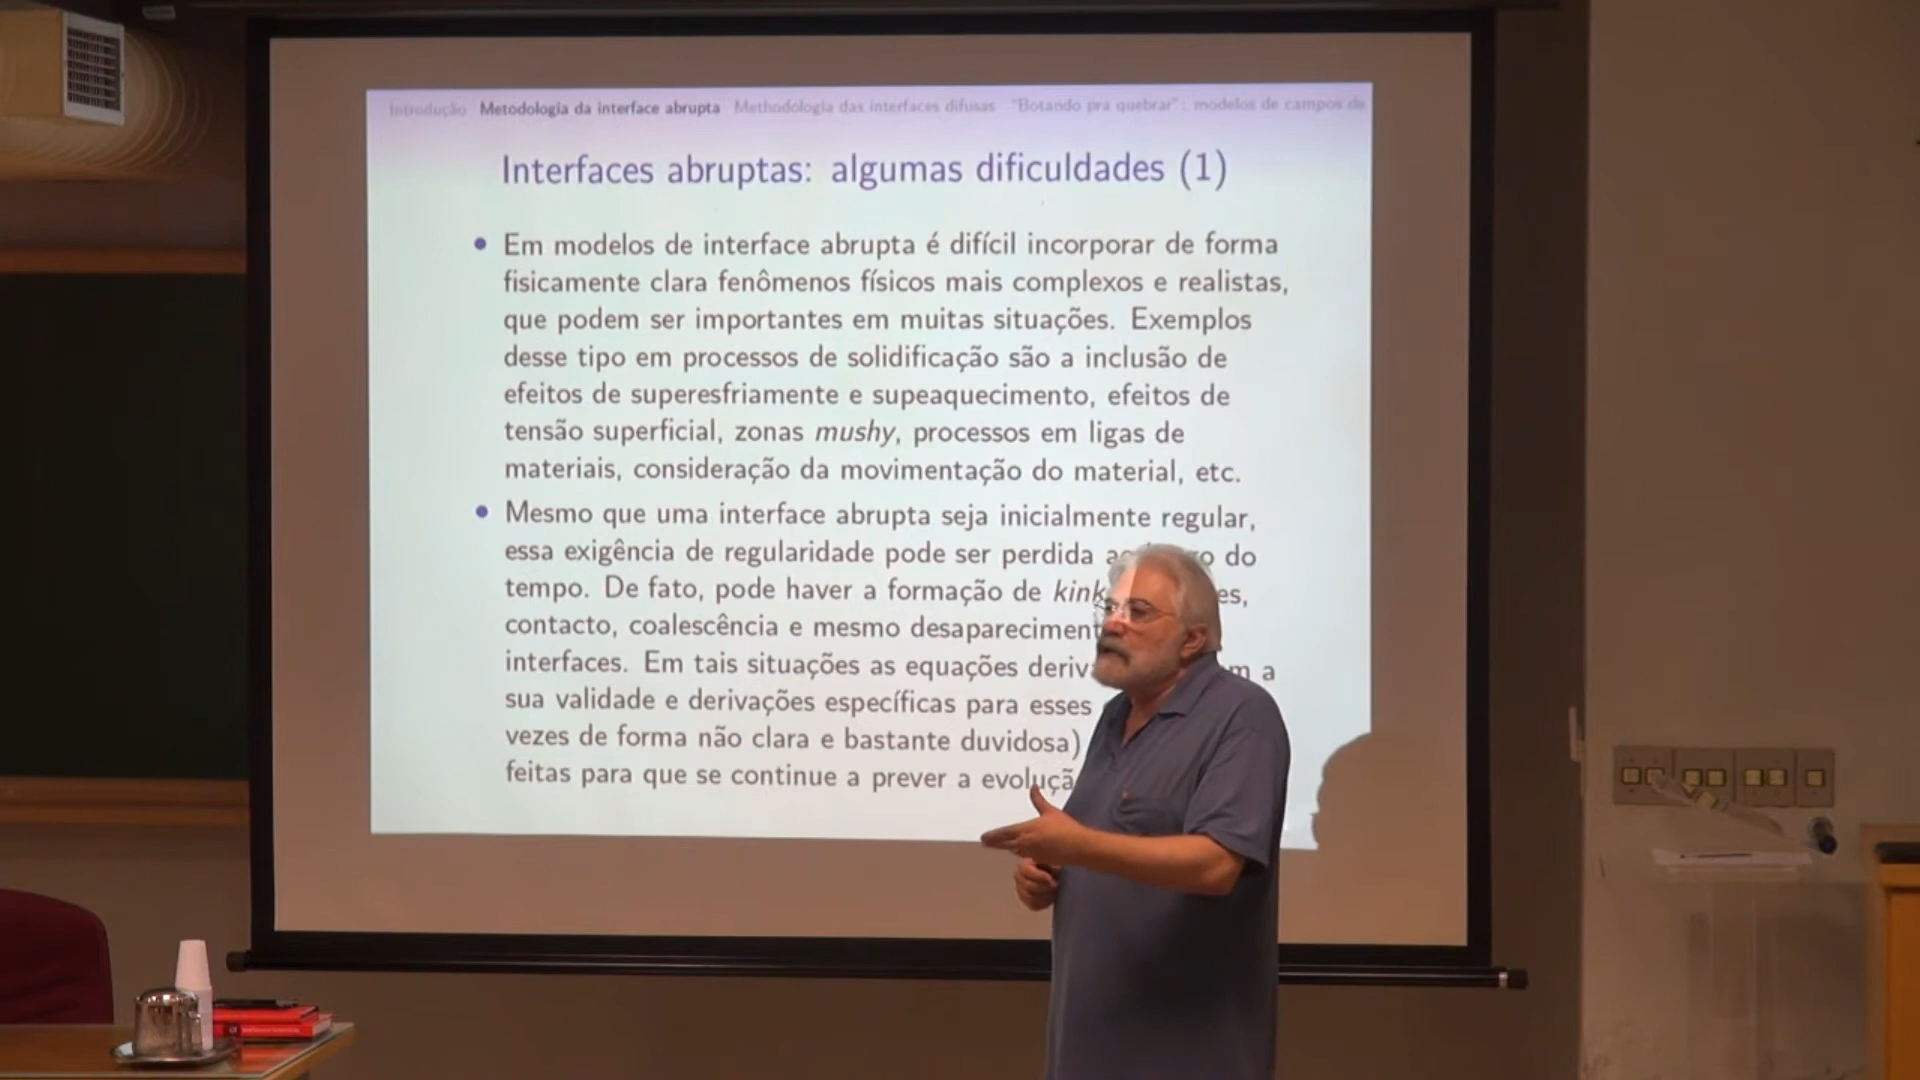 Introdução Metodologia da interface abrupta Methodologia das interfaces difusas "Botando pra quebrar": modelos de campos de
Interfaces abruptas: algumas dificuldades (1)
• Em modelos de interface abrupta é difícil incorporar de forma
fisicamente clara fenômenos físicos mais complexos e realistas,
que podem ser importantes em muitas situações. Exemplos
desse tipo em processos de solidificação são a inclusão de
efeitos de superesfriamente e supeaquecimento, efeitos de
tensão superficial, zonas mushy, processos em ligas de
materiais, consideração da movimentação do material, etc.
• Mesmo que uma interface abrupta seja inicialmente regular,
essa exigência de regularidade pode ser perdida do
tempo. De fato, pode haver a formação de kink es,
contacto, coalescência e mesmo desapareciment
interfaces. Em tais situações as equações deriv m a
sua validade e derivações específicas para esses
vezes de forma não clara e bastante duvidosa)
feitas para que se continue a prever a evoluçã